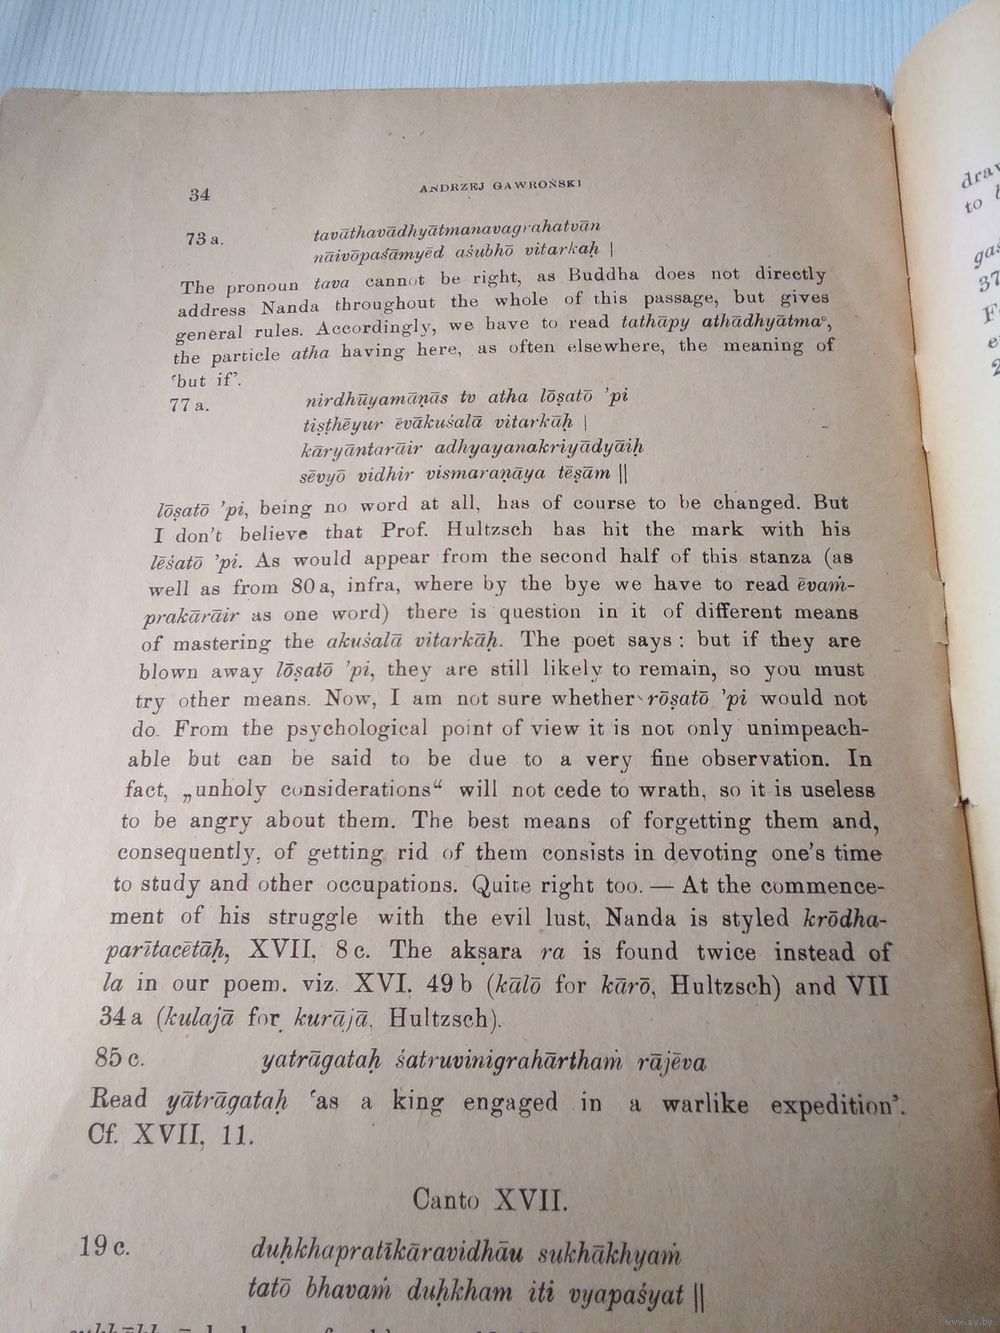 34
ANDRZEJ GAWROŃSKI
73 a. tavāthavādhyātmanavagrahatvān
nāivōpaśāmyēd aśubhō vitarkaḥ |
The pronoun tava cannot be right, as Buddha does not directly
address Nanda throughout the whole of this passage, but gives
general rules. Accordingly, we have to read tathāpy athādhyātma°,
the particle atha having here, as often elsewhere, the meaning of
‘but if’.
77 a. nirdhūyamāṇās tv atha lōṣatō ’pi
tiṣṭhēyur ēvākuśalā vitarkāḥ |
kāryāntarāir adhyayanakriyādyāiḥ
sēvyō vidhir vismaraṇāya tēṣām ||
lōṣatō ’pi, being no word at all, has of course to be changed. But
I don’t believe that Prof. Hultzsch has hit the mark with his
lēśatō ’pi. As would appear from the second half of this stanza (as
well as from 80 a, infra, where by the bye we have to read ēvaṁ-
prakārāir as one word) there is question in it of different means
of mastering the akuśalā vitarkāḥ. The poet says: but if they are
blown away lōṣatō ’pi, they are still likely to remain, so you must
try other means. Now, I am not sure whether rōṣatō ’pi would not
do. From the psychological point of view it is not only unimpeach-
able but can be said to be due to a very fine observation. In
fact, „unholy considerations“ will not cede to wrath, so it is useless
to be angry about them. The best means of forgetting them and,
consequently, of getting rid of them consists in devoting one’s time
to study and other occupations. Quite right too. — At the commence-
ment of his struggle with the evil lust, Nanda is styled krōdha-
parītacētāḥ, XVII, 8 c. The akṣara ra is found twice instead of
la in our poem. viz. XVI. 49 b (kālō for kārō, Hultzsch) and VII
34 a (kulajā for kurājā, Hultzsch).
85 c. yatrāgataḥ śatruvinigrahārthaṁ rājēva
Read yātrāgataḥ ‘as a king engaged in a warlike expedition’.
Cf. XVII, 11.
Canto XVII.
19 c. duḥkhapratīkāravidhāu sukhākhyaṁ
tatō bhavaṁ duḥkham iti vyapaśyat ||
to
37
www.ay.by